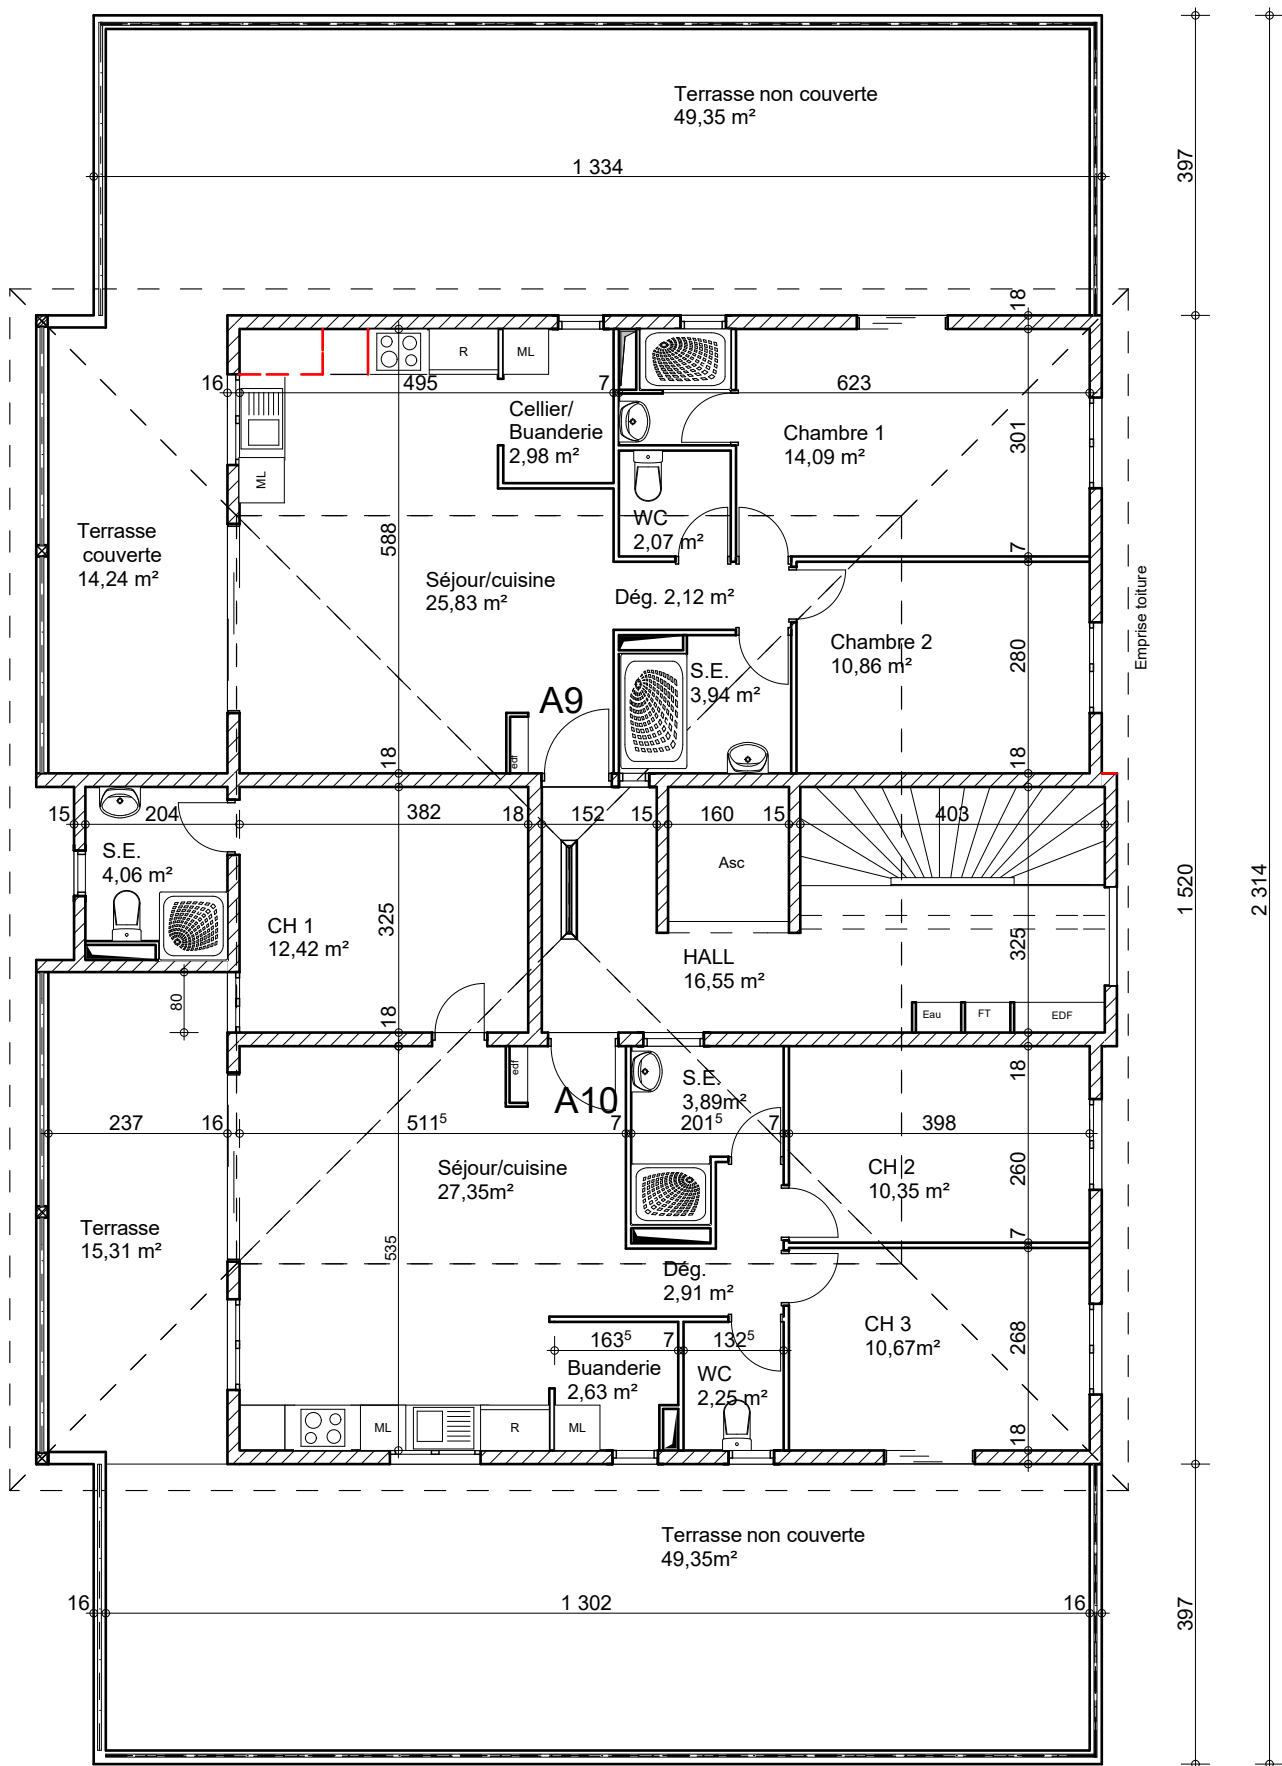 Terrasse non couverte
49,35 m²
1 334
397
18
R
ML
16
495
7
623
Cellier/
Buanderie
2,98 m²
Chambre 1
14,09 m²
301
ML
WC
2,07 m²
Terrasse
couverte
14,24 m²
588
7
Séjour/cuisine
25,83 m²
Dég. 2,12 m²
Emprise toiture
Chambre 2
10,86 m²
280
S.E.
3,94 m²
A9
edf
18
18
15
204
382
18
152
15
160
15
403
S.E.
4,06 m²
Asc
1 520
2 314
CH 1
12,42 m²
325
HALL
16,55 m²
325
80
18
Eau
FT
EDF
edf
S.E.
3,89m²
18
A10
237
16
511⁵
7
201⁵
7
398
Séjour/cuisine
27,35m²
CH 2
10,35 m²
260
Terrasse
15,31 m²
535
7
Dég.
2,91 m²
CH 3
10,67m²
268
163⁵
7
132⁵
Buanderie
2,63 m²
WC
2,25 m²
ML
R
ML
18
Terrasse non couverte
49,35m²
16
1 302
16
397